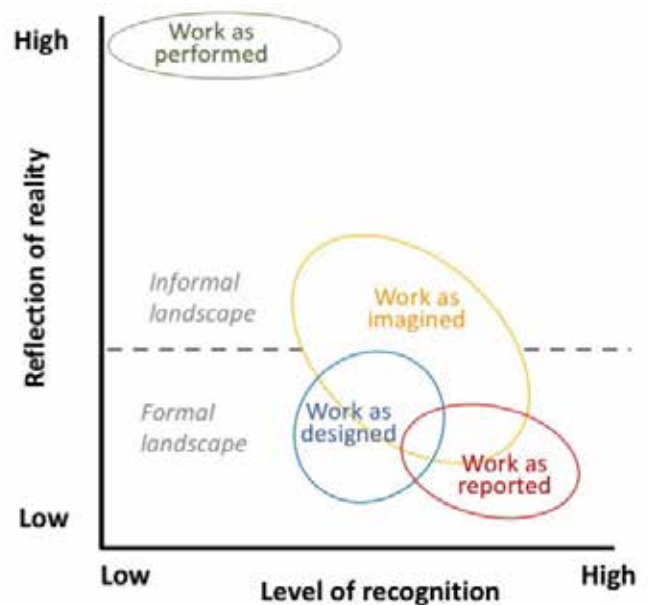 High
Work as
performed
Reflection of reality
Informal
landscape
Work as
imagined
Formal
landscape
Work as
designed
Work as
reported
Low
Low
Level of recognition
High